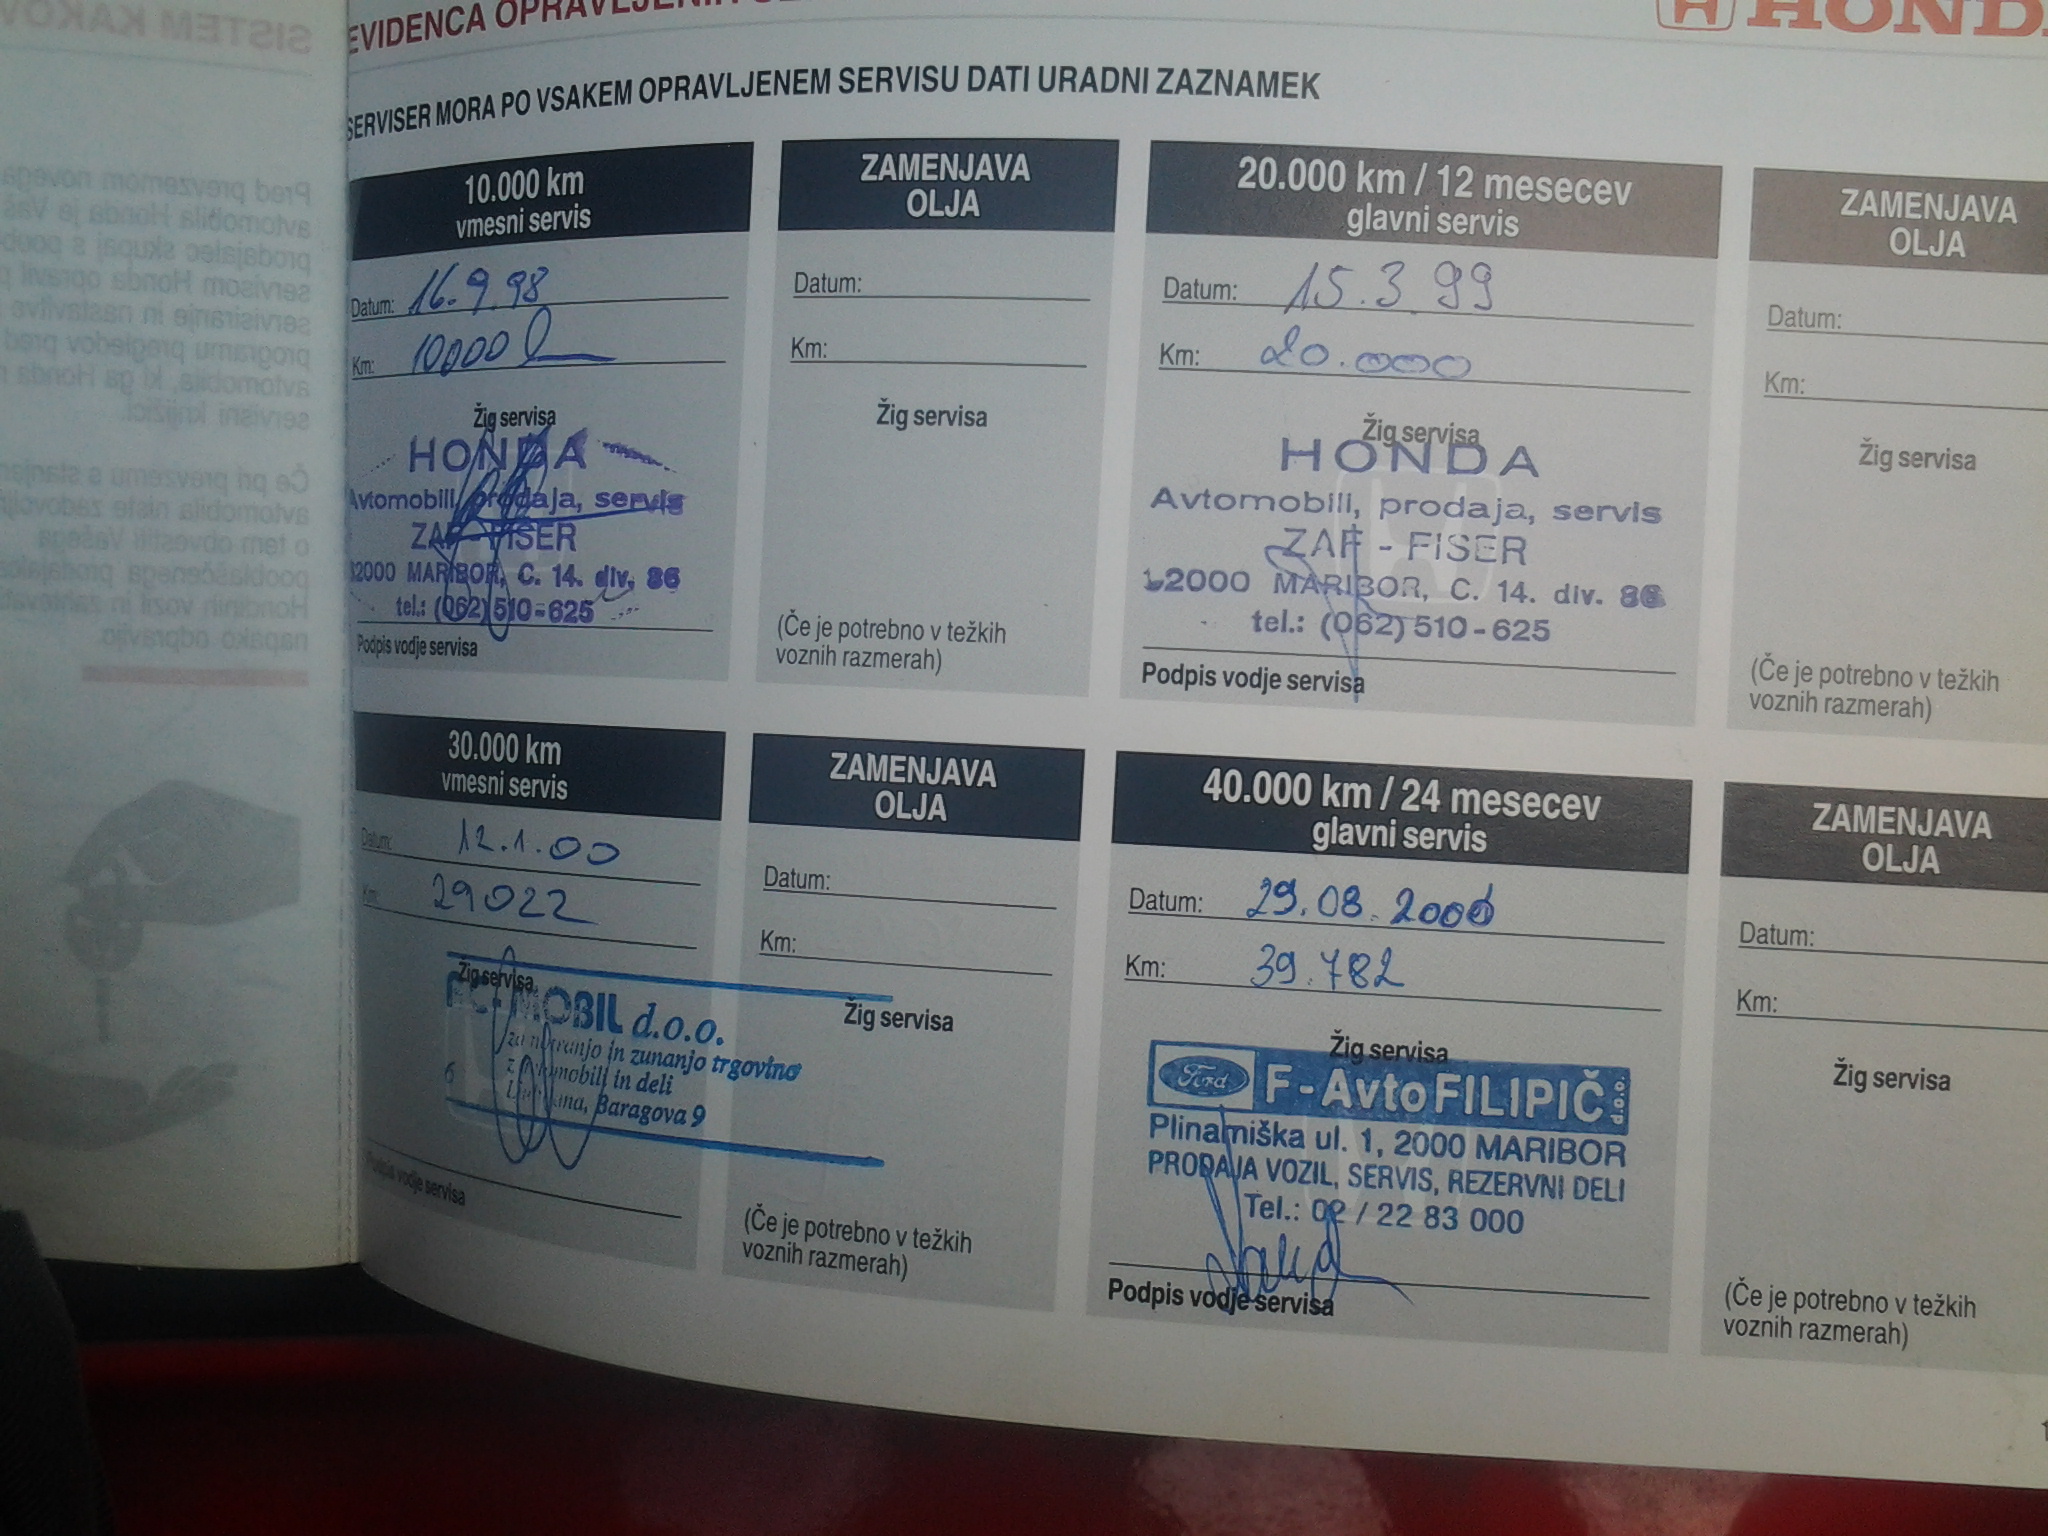 EVIDENCA OPRAVLJENIH
HONDA
SERVISER MORA PO VSAKEM OPRAVLJENEM SERVISU DATI URADNI ZAZNAMEK
10.000 km
vmesni servis
Datum: 16.9.98
Km: 10000
Žig servisa
HONDA
Avtomobili, prodaja, servis
ZAF - FISER
62000 MARIBOR, C. 14. div. 86
tel.: (062) 510-625
Podpis vodje servisa
ZAMENJAVA
OLJA
Datum:
Km:
Žig servisa
(Če je potrebno v težkih
voznih razmerah)
20.000 km / 12 mesecev
glavni servis
Datum: 15.3.99
Km: 20.000
Žig servisa
HONDA
Avtomobili, prodaja, servis
ZAF - FISER
62000 MARIBOR, C. 14. div. 86
tel.: (062) 510-625
Podpis vodje servisa
ZAMENJAVA
OLJA
Datum:
Km:
Žig servisa
(Če je potrebno v težkih
voznih razmerah)
30.000 km
vmesni servis
Datum: 12.1.00
Km: 29022
Žig servisa
MOBIL d.o.o.
za notranjo in zunanjo trgovino
z avtomobili in deli
Ljubljana, Baragova 9
6
Podpis vodje servisa
ZAMENJAVA
OLJA
Datum:
Km:
Žig servisa
(Če je potrebno v težkih
voznih razmerah)
40.000 km / 24 mesecev
glavni servis
Datum: 29.08.2000
Km: 39.782
Žig servisa
Ford F - Avto FILIPIČ d.o.o.
Plinarniška ul. 1, 2000 MARIBOR
PRODAJA VOZIL, SERVIS, REZERVNI DELI
Tel.: 02 / 22 83 000
Podpis vodje servisa
ZAMENJAVA
OLJA
Datum:
Km:
Žig servisa
(Če je potrebno v težkih
voznih razmerah)